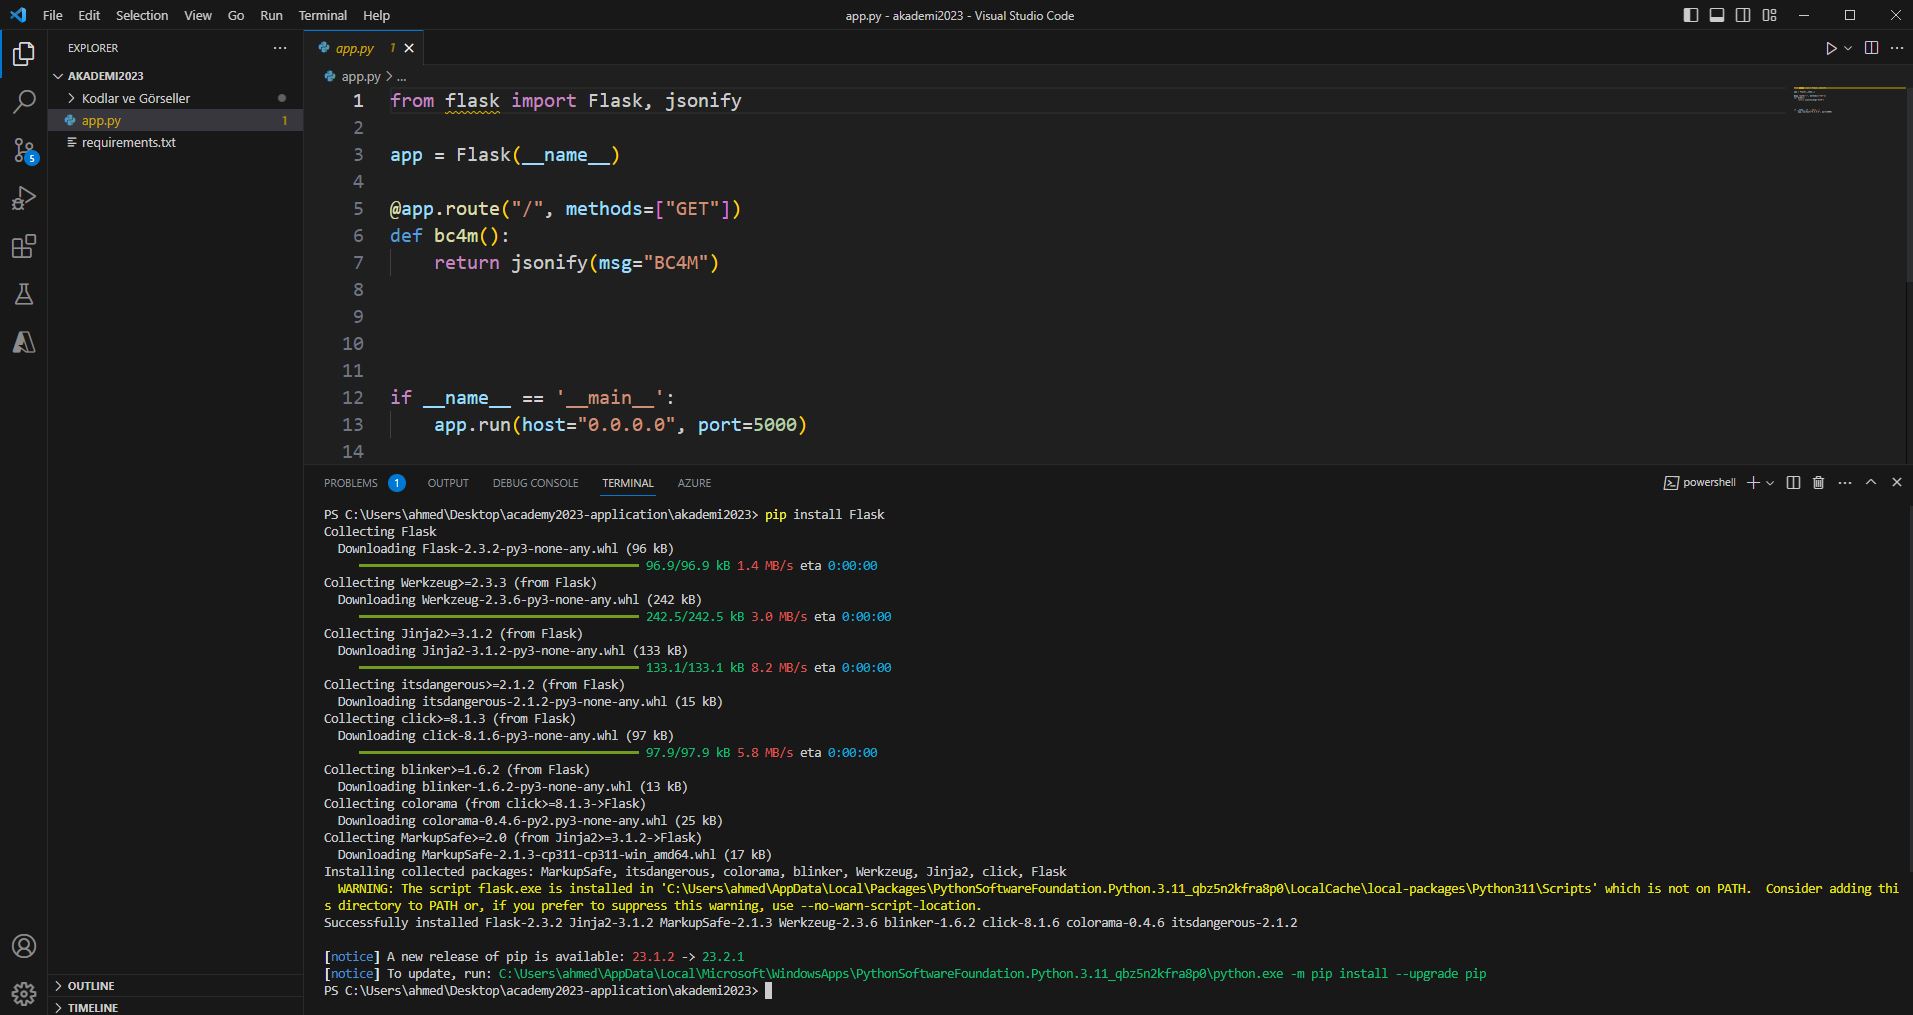 File Edit Selection View Go Run Terminal Help
app.py - akademi2023 - Visual Studio Code
EXPLORER
AKADEMI2023
Kodlar ve Görseller
app.py 1
requirements.txt
5
OUTLINE
TIMELINE
app.py 1
app.py > ...
1 from flask import Flask, jsonify
2
3 app = Flask(__name__)
4
5 @app.route("/", methods=["GET"])
6 def bc4m():
7 return jsonify(msg="BC4M")
8
9
10
11
12 if __name__ == '__main__':
13 app.run(host="0.0.0.0", port=5000)
14
PROBLEMS 1 OUTPUT DEBUG CONSOLE TERMINAL AZURE
powershell
PS C:\Users\ahmed\Desktop\academy2023-application\akademi2023> pip install Flask
Collecting Flask
Downloading Flask-2.3.2-py3-none-any.whl (96 kB)
96.9/96.9 kB 1.4 MB/s eta 0:00:00
Collecting Werkzeug>=2.3.3 (from Flask)
Downloading Werkzeug-2.3.6-py3-none-any.whl (242 kB)
242.5/242.5 kB 3.0 MB/s eta 0:00:00
Collecting Jinja2>=3.1.2 (from Flask)
Downloading Jinja2-3.1.2-py3-none-any.whl (133 kB)
133.1/133.1 kB 8.2 MB/s eta 0:00:00
Collecting itsdangerous>=2.1.2 (from Flask)
Downloading itsdangerous-2.1.2-py3-none-any.whl (15 kB)
Collecting click>=8.1.3 (from Flask)
Downloading click-8.1.6-py3-none-any.whl (97 kB)
97.9/97.9 kB 5.8 MB/s eta 0:00:00
Collecting blinker>=1.6.2 (from Flask)
Downloading blinker-1.6.2-py3-none-any.whl (13 kB)
Collecting colorama (from click>=8.1.3->Flask)
Downloading colorama-0.4.6-py2.py3-none-any.whl (25 kB)
Collecting MarkupSafe>=2.0 (from Jinja2>=3.1.2->Flask)
Downloading MarkupSafe-2.1.3-cp311-cp311-win_amd64.whl (17 kB)
Installing collected packages: MarkupSafe, itsdangerous, colorama, blinker, Werkzeug, Jinja2, click, Flask
WARNING: The script flask.exe is installed in 'C:\Users\ahmed\AppData\Local\Packages\PythonSoftwareFoundation.Python.3.11_qbz5n2kfra8p0\LocalCache\local-packages\Python311\Scripts' which is not on PATH. Consider adding thi
s directory to PATH or, if you prefer to suppress this warning, use --no-warn-script-location.
Successfully installed Flask-2.3.2 Jinja2-3.1.2 MarkupSafe-2.1.3 Werkzeug-2.3.6 blinker-1.6.2 click-8.1.6 colorama-0.4.6 itsdangerous-2.1.2
[notice] A new release of pip is available: 23.1.2 -> 23.2.1
[notice] To update, run: C:\Users\ahmed\AppData\Local\Microsoft\WindowsApps\PythonSoftwareFoundation.Python.3.11_qbz5n2kfra8p0\python.exe -m pip install --upgrade pip
PS C:\Users\ahmed\Desktop\academy2023-application\akademi2023>